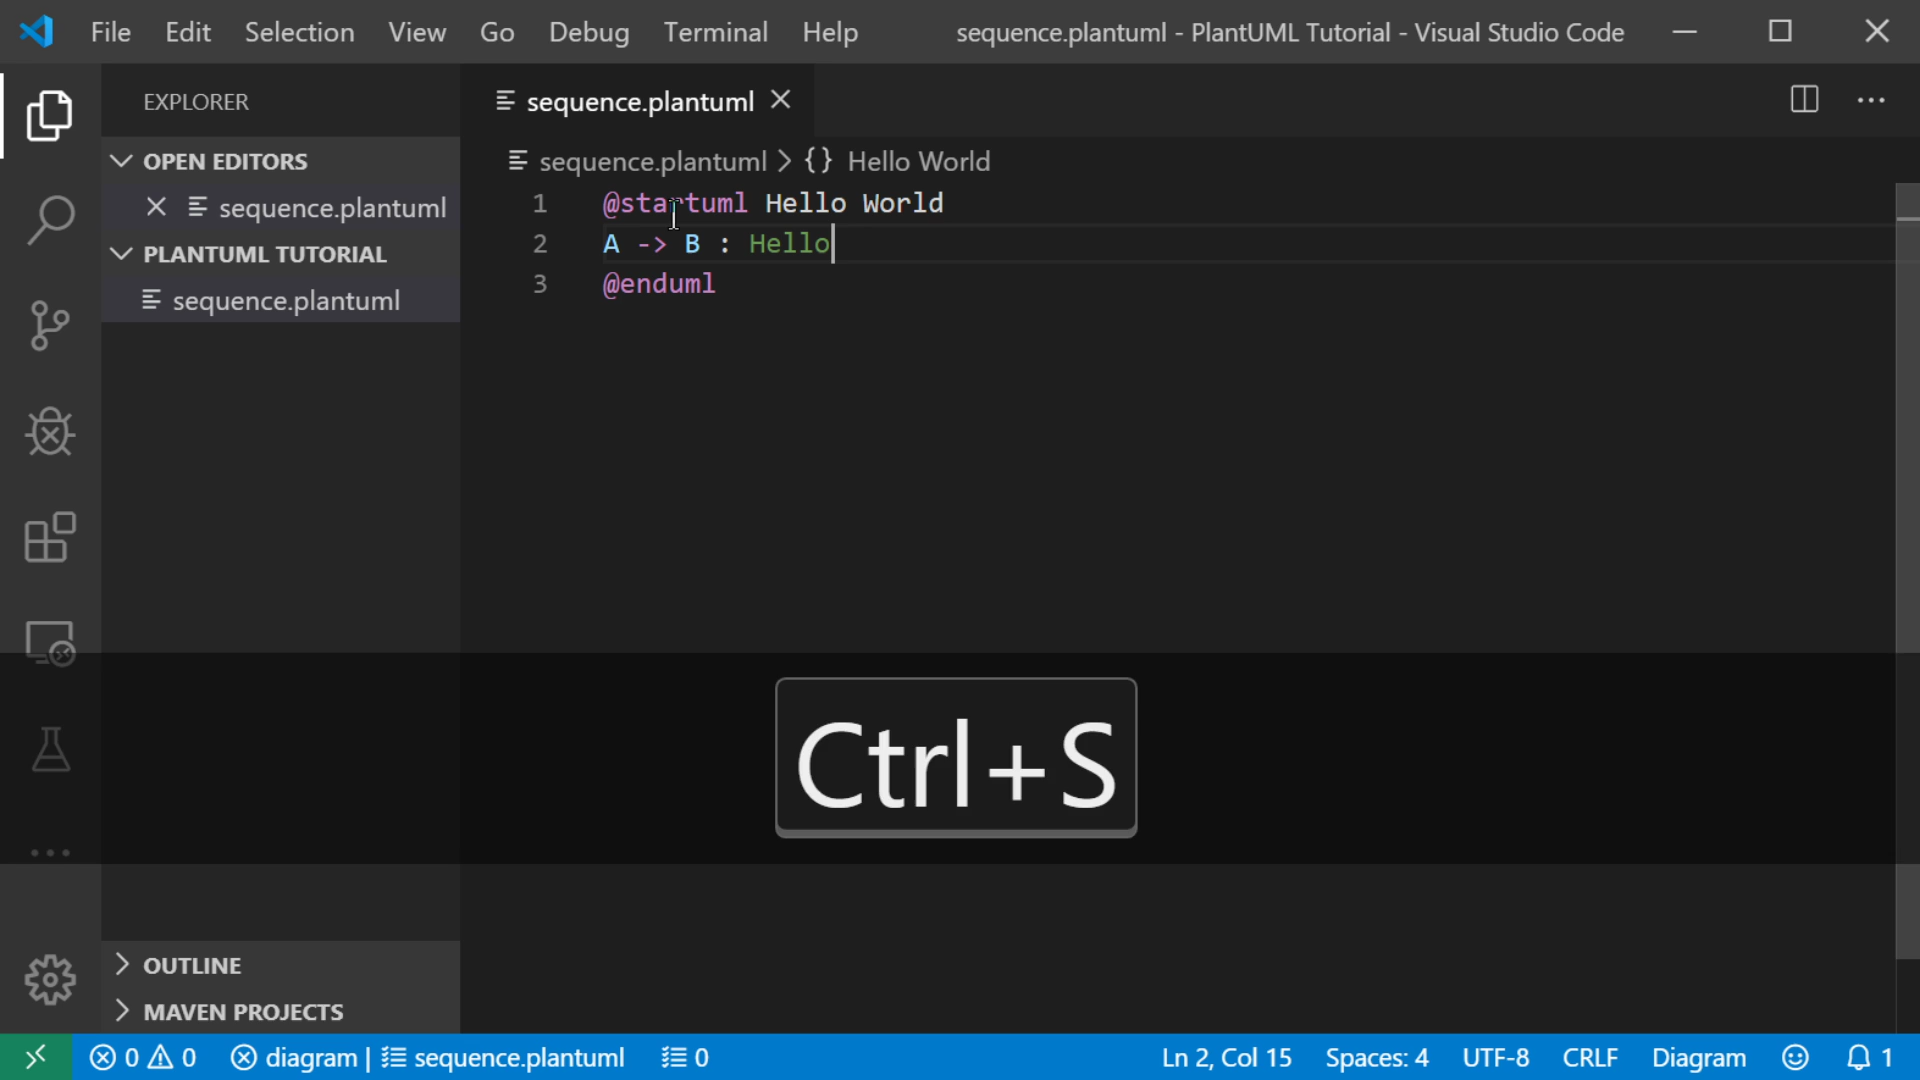 File Edit Selection View Go Debug Terminal Help sequence.plantuml - PlantUML Tutorial - Visual Studio Code
EXPLORER
OPEN EDITORS
sequence.plantuml
PLANTUML TUTORIAL
sequence.plantuml
OUTLINE
MAVEN PROJECTS
sequence.plantuml
sequence.plantuml > {} Hello World
1 @startuml Hello World
2 A -> B : Hello
3 @enduml
Ctrl+S
0 0 diagram | sequence.plantuml 0 Ln 2, Col 15 Spaces: 4 UTF-8 CRLF Diagram 1